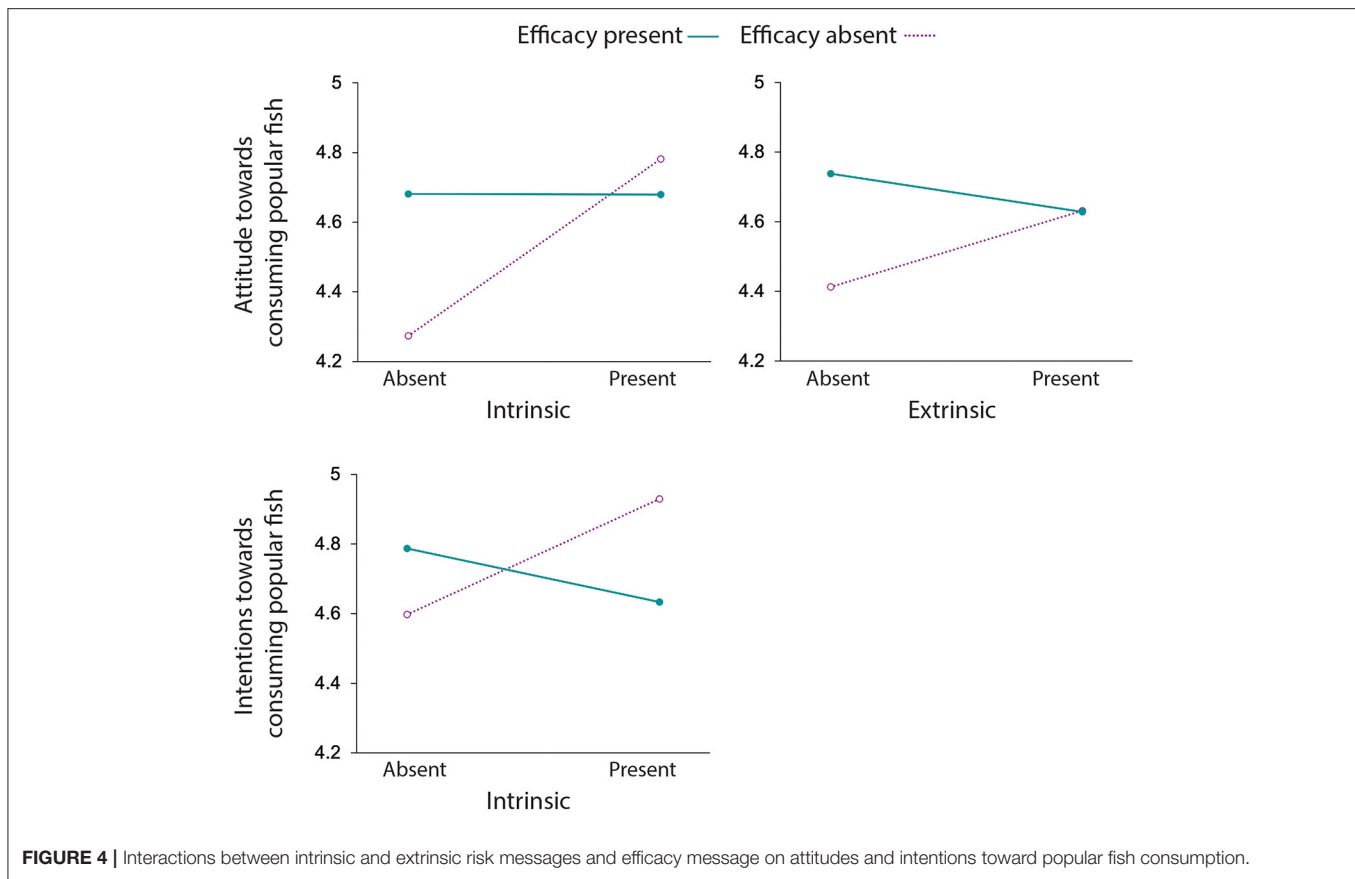 Efficacy present Efficacy absent
Attitude towards
consuming popular fish
5
4.8
4.6
4.4
4.2
Absent Present
Intrinsic
5
4.8
4.6
4.4
4.2
Absent Present
Extrinsic
Intentions towards
consuming popular fish
5
4.8
4.6
4.4
4.2
Absent Present
Intrinsic
FIGURE 4 | Interactions between intrinsic and extrinsic risk messages and efficacy message on attitudes and intentions toward popular fish consumption.